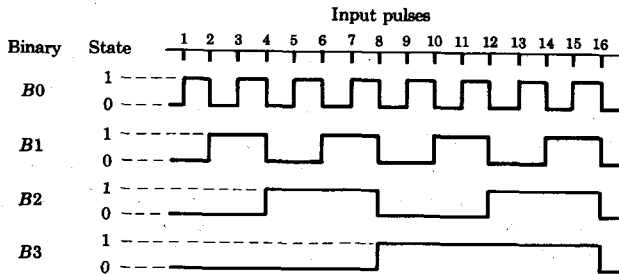 Input pulses
Binary State 1 2 3 4 5 6 7 8 9 10 11 12 13 14 15 16
B0 1 0
B1 1 0
B2 1 0
B3 1 0